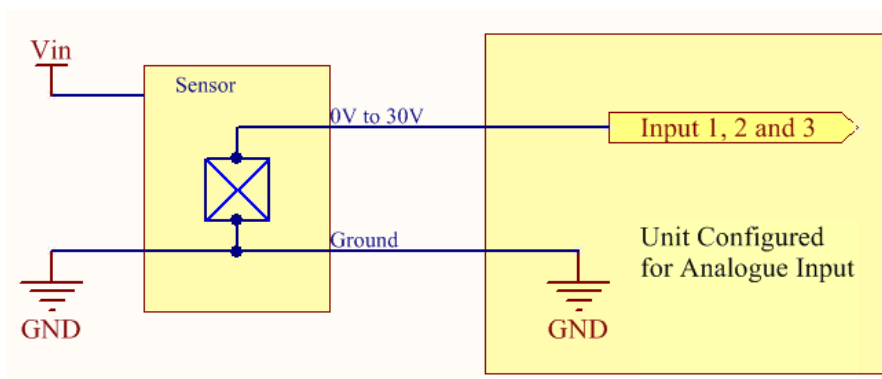 Vin
Sensor
0V to 30V
Input 1, 2 and 3
Ground
Unit Configured
for Analogue Input
GND
GND